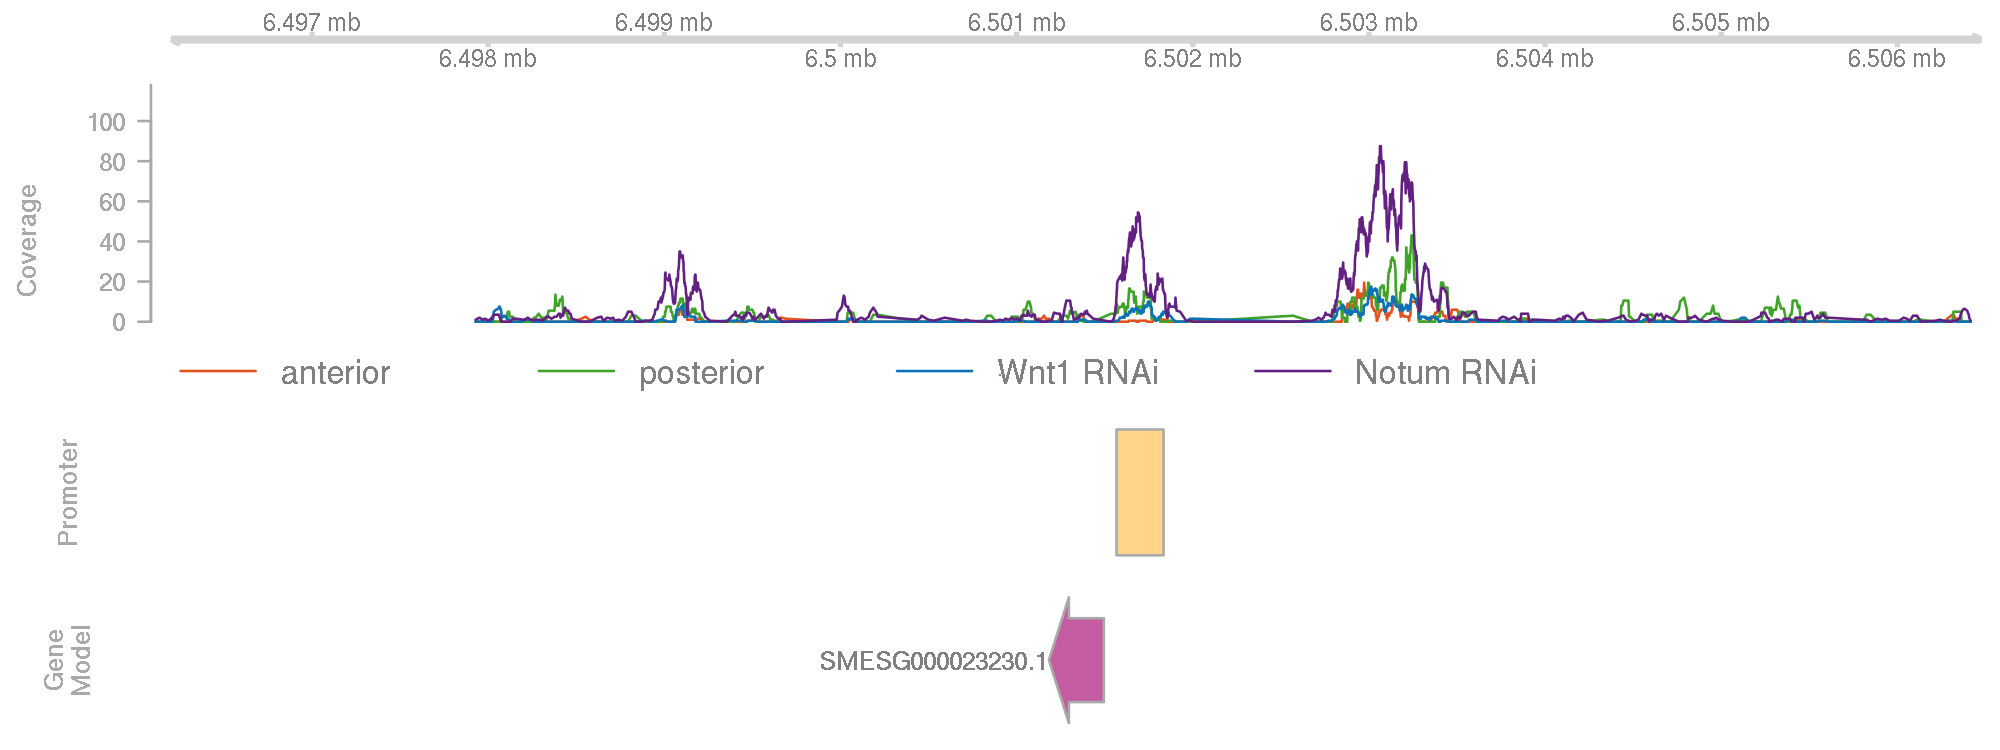 6.497 mb 6.499 mb 6.501 mb 6.503 mb 6.505 mb
6.498 mb 6.5 mb 6.502 mb 6.504 mb 6.506 mb
Coverage
100
80
60
40
20
0
anterior posterior Wnt1 RNAi Notum RNAi
Promoter
Gene
Model
SMESG000023230.1